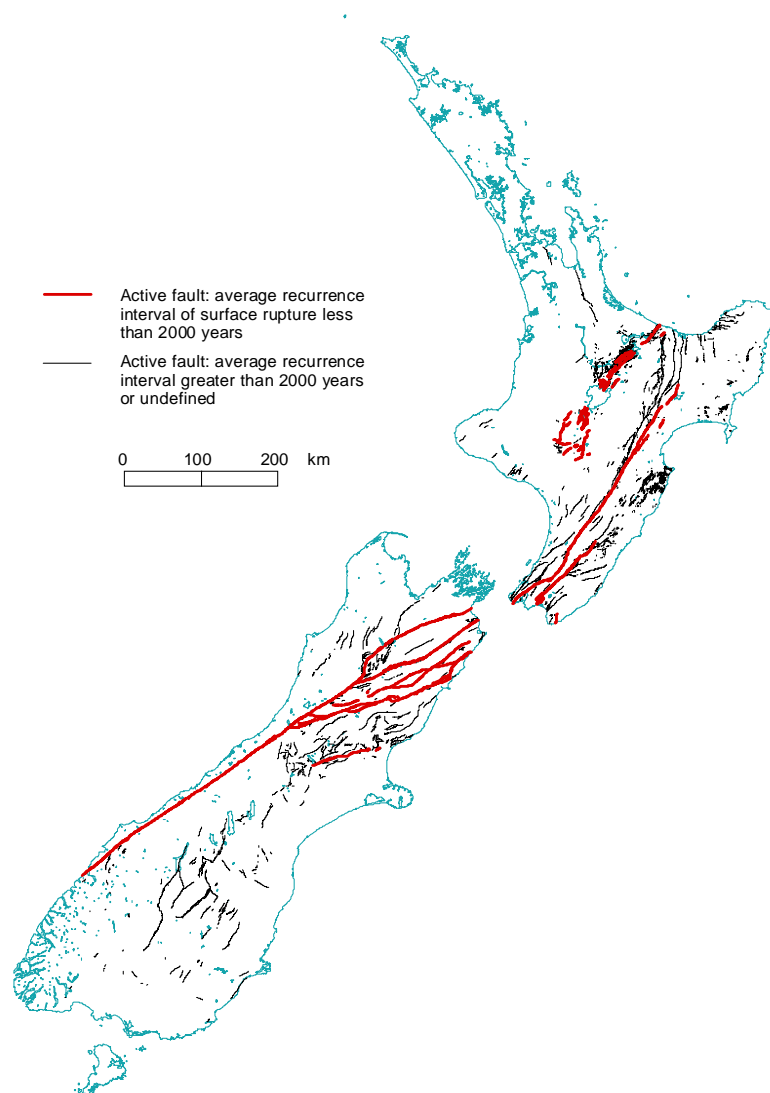 Active fault: average recurrence
interval of surface rupture less
than 2000 years
Active fault: average recurrence
interval greater than 2000 years
or undefined
0 100 200 km